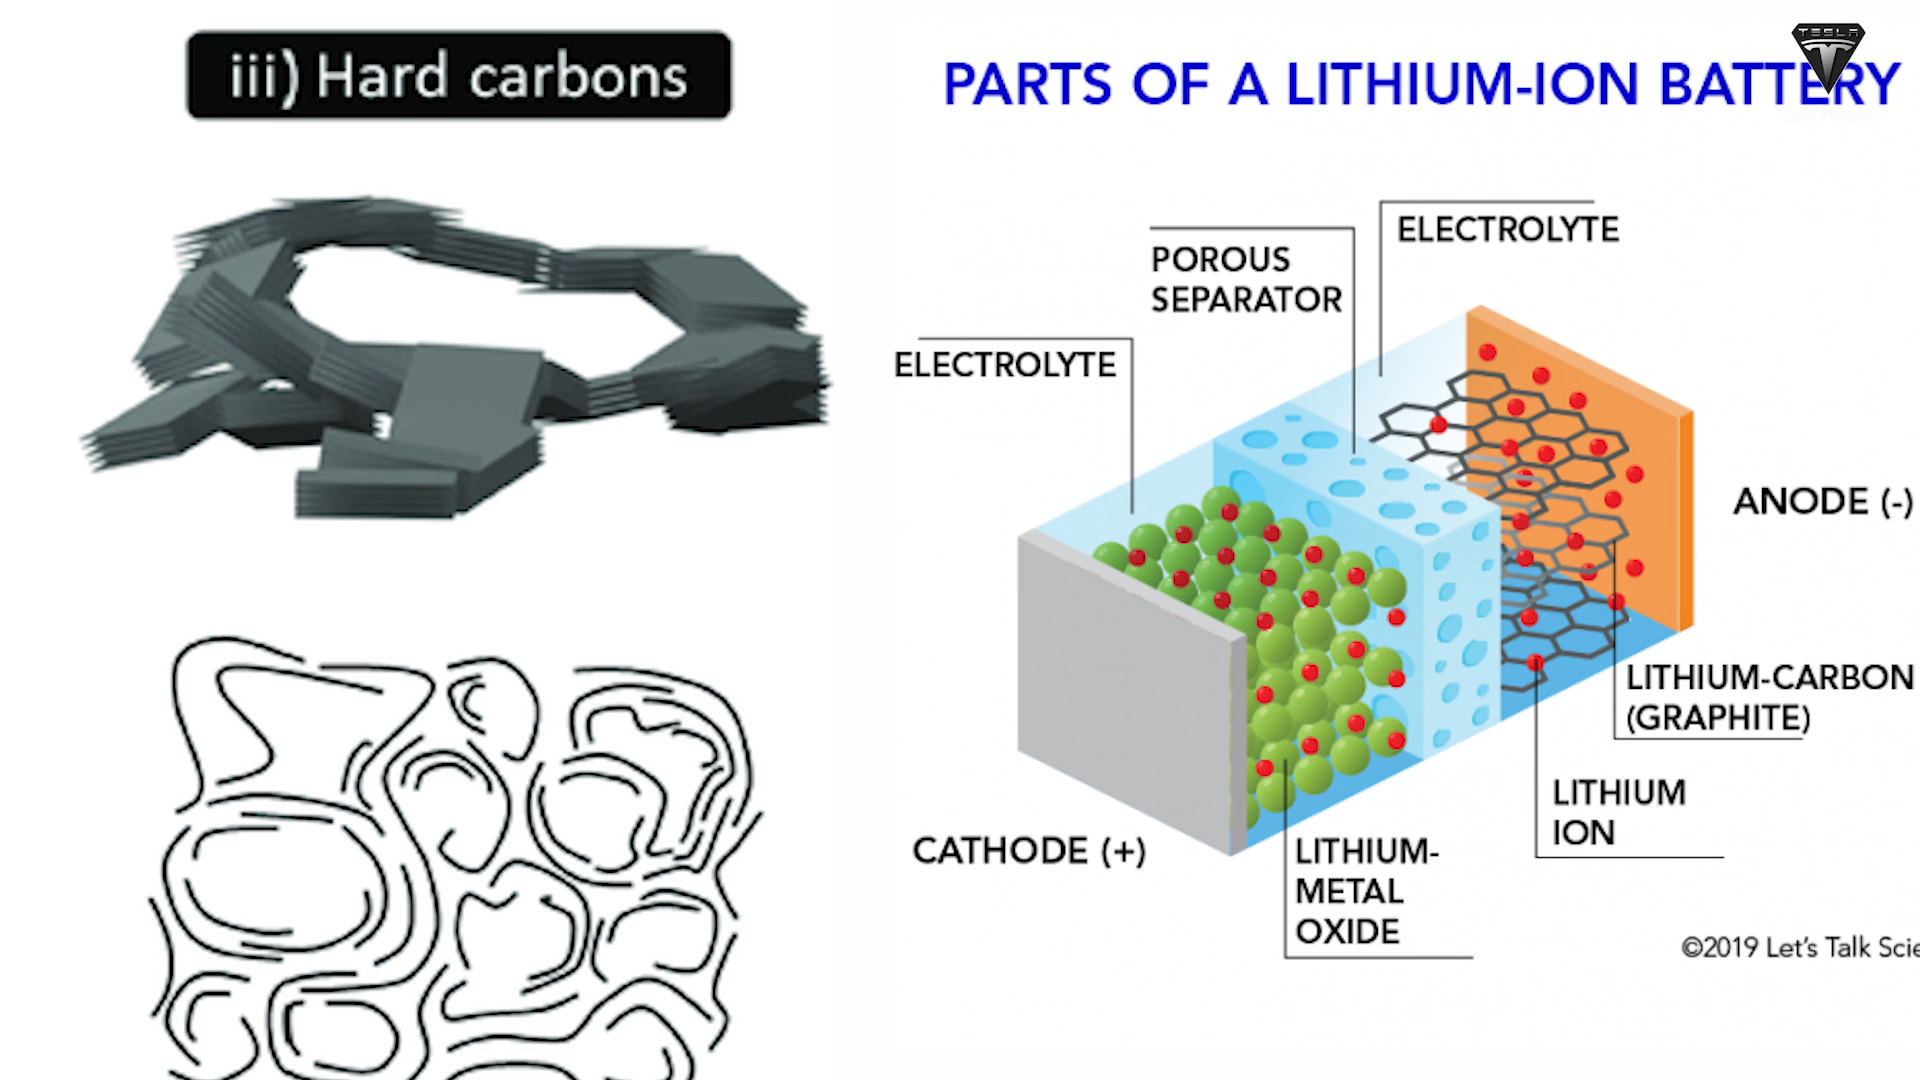 iii) Hard carbons
PARTS OF A LITHIUM-ION BATTERY
TESLA
ELECTROLYTE
POROUS
SEPARATOR
ELECTROLYTE
ANODE (-)
LITHIUM-CARBON
(GRAPHITE)
LITHIUM
ION
CATHODE (+)
LITHIUM-
METAL
OXIDE
©2019 Let's Talk Scie